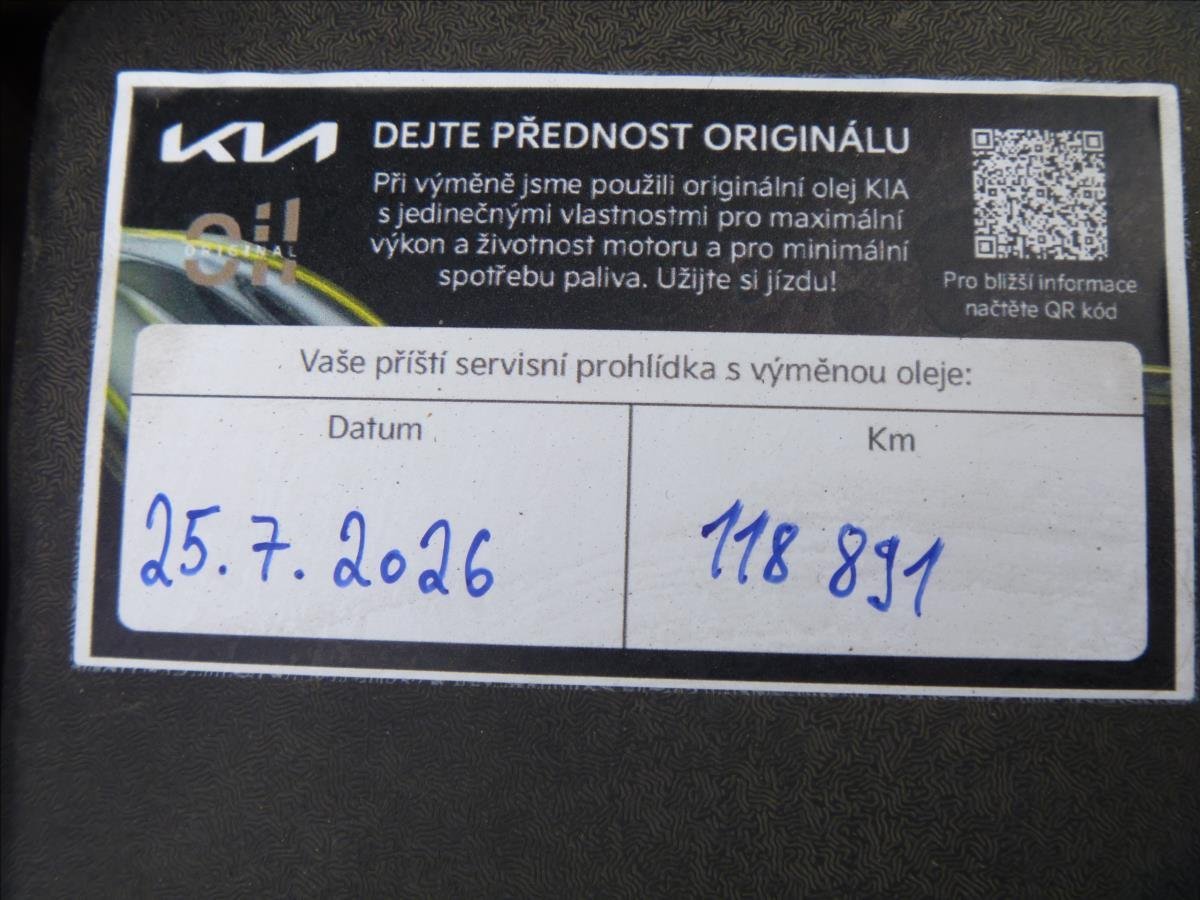 KIA
DEJTE PŘEDNOST ORIGINÁLU
Při výměně jsme použili originální olej KIA
s jedinečnými vlastnostmi pro maximální
výkon a životnost motoru a pro minimální
spotřebu paliva. Užijte si jízdu!
oil
ORIGINAL
Pro bližší informace
načtěte QR kód
Vaše příští servisní prohlídka s výměnou oleje:
Datum
Km
25.7.2026
118 891